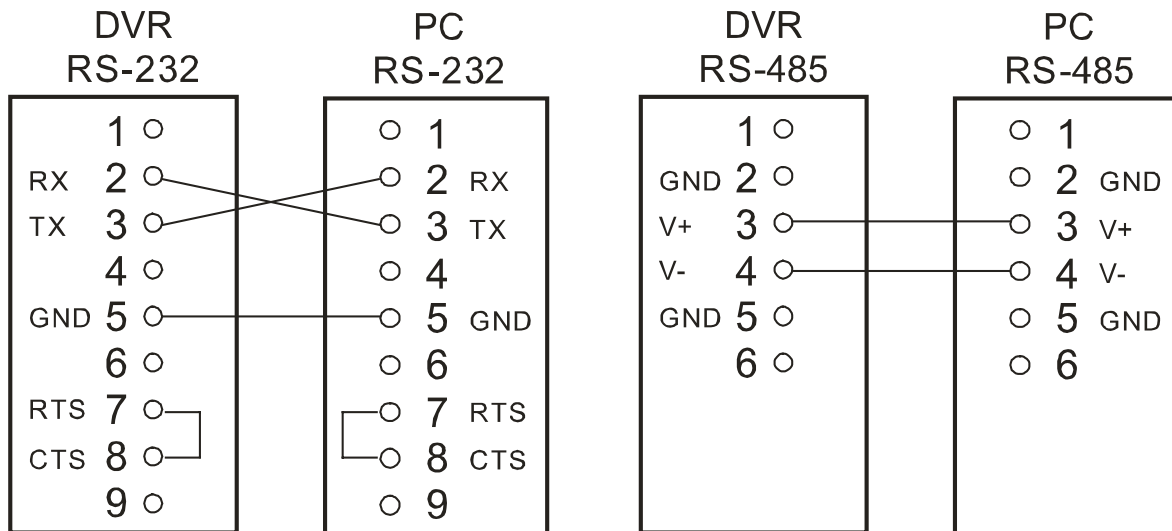 DVR
RS-232
1
RX 2
TX 3
4
GND 5
6
RTS 7
CTS 8
9
PC
RS-232
1
2 RX
3 TX
4
5 GND
6
7 RTS
8 CTS
9
DVR
RS-485
1
GND 2
V+ 3
V- 4
GND 5
6
PC
RS-485
1
2 GND
3 V+
4 V-
5 GND
6